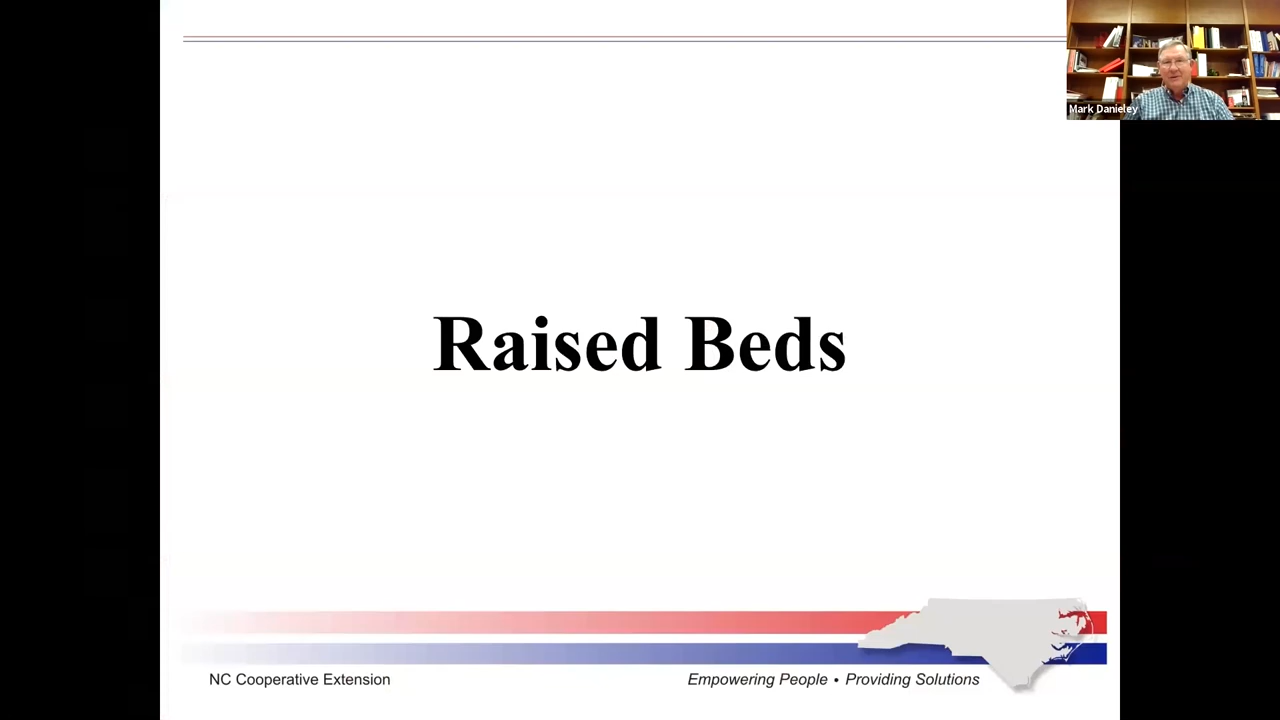 Mark Danieley
Raised Beds
NC Cooperative Extension
Empowering People • Providing Solutions